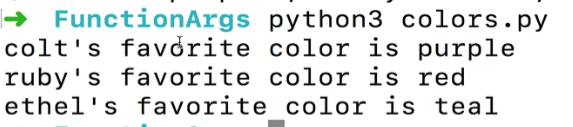 ➜ FunctionArgs python3 colors.py
colt's favorite color is purple
ruby's favorite color is red
ethel's favorite color is teal